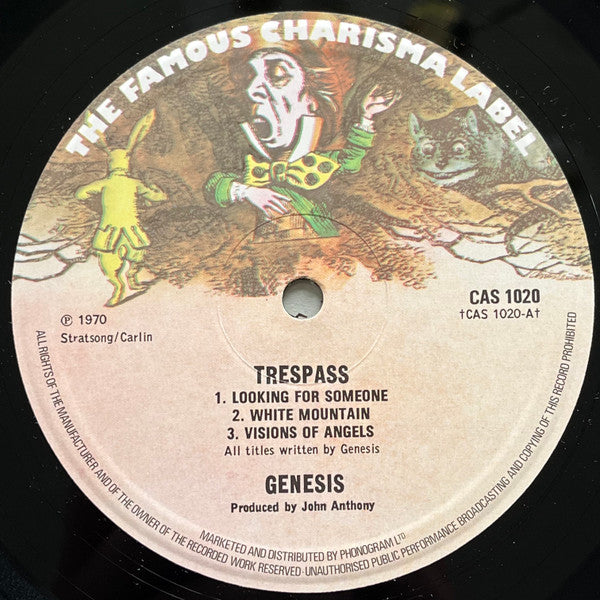 THE FAMOUS CHARISMA LABEL
℗ 1970
Stratsong/Carlin
CAS 1020
†CAS 1020-A†
TRESPASS
1. LOOKING FOR SOMEONE
2. WHITE MOUNTAIN
3. VISIONS OF ANGELS
All titles written by Genesis
GENESIS
Produced by John Anthony
MARKETED AND DISTRIBUTED BY PHONOGRAM LTD
ALL RIGHTS OF THE MANUFACTURER AND OF THE OWNER OF THE RECORDED WORK RESERVED-UNAUTHORISED PUBLIC PERFORMANCE BROADCASTING AND COPYING OF THIS RECORD PROHIBITED